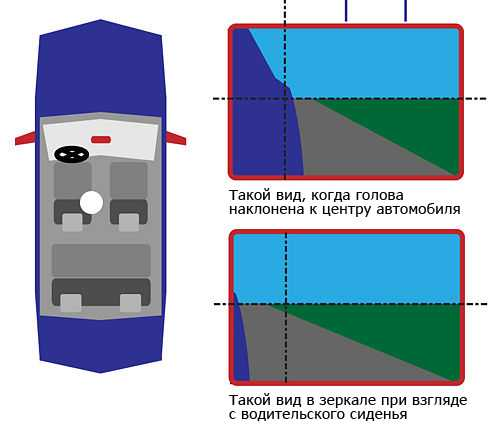 Такой вид, когда голова
наклонена к центру автомобиля
Такой вид в зеркале при взгляде
с водительского сиденья